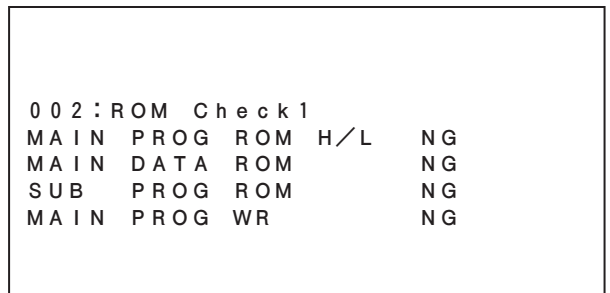 002:ROM Check1
MAIN PROG ROM H/L NG
MAIN DATA ROM NG
SUB PROG ROM NG
MAIN PROG WR NG